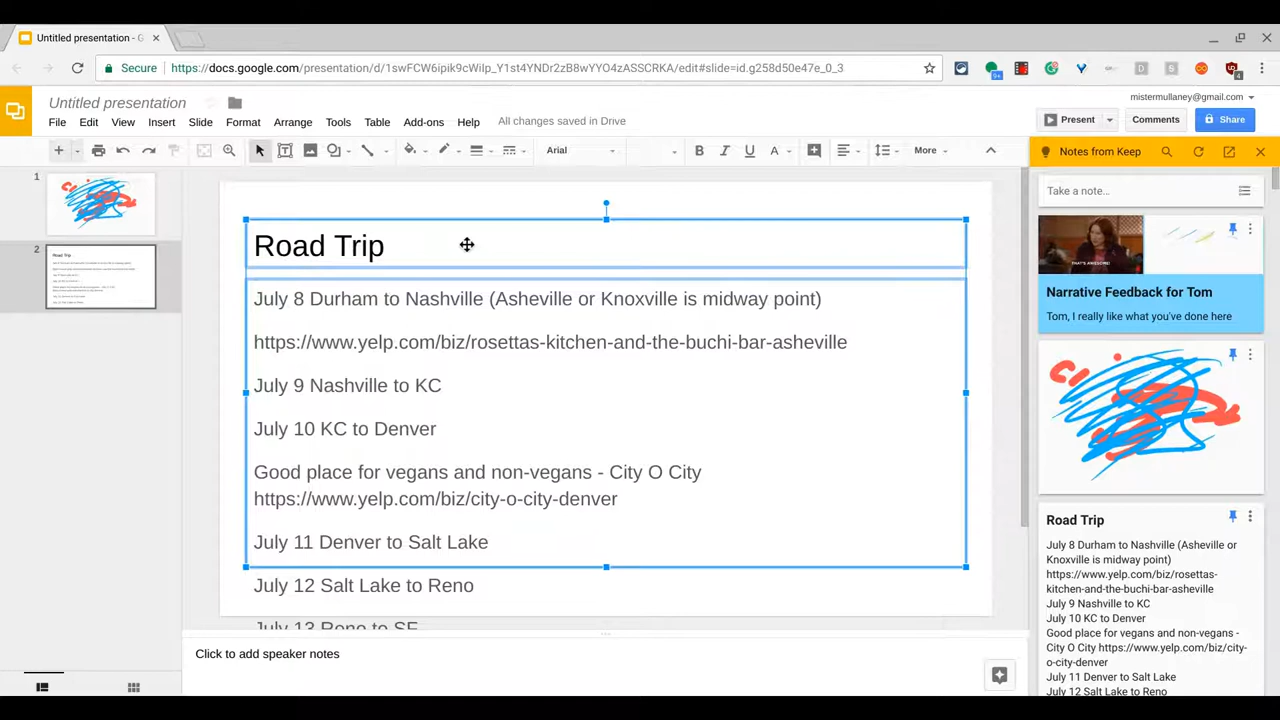 Untitled presentation - G
Secure
https://docs.google.com/presentation/d/1swFCW6ipik9cWiIp_Y1st4YNDr2zB8wYYO4zASSCRKA/edit#slide=id.g258d50e47e_0_3
Untitled presentation
mistermullaney@gmail.com
File Edit View Insert Slide Format Arrange Tools Table Add-ons Help All changes saved in Drive
Present Comments Share
Arial
B I U A
More
Notes from Keep
Take a note...
1
2
Road Trip
July 8 Durham to Nashville (Asheville or Knoxville is midway point)
https://www.yelp.com/biz/rosettas-kitchen-and-the-buchi-bar-asheville
July 9 Nashville to KC
July 10 KC to Denver
Good place for vegans and non-vegans - City O City
https://www.yelp.com/biz/city-o-city-denver
July 11 Denver to Salt Lake
July 12 Salt Lake to Reno
July 13 Reno to SF
Click to add speaker notes
THAT'S AWESOME!
Narrative Feedback for Tom
Tom, I really like what you've done here
Road Trip
July 8 Durham to Nashville (Asheville or
Knoxville is midway point)
https://www.yelp.com/biz/rosettas-
kitchen-and-the-buchi-bar-asheville
July 9 Nashville to KC
July 10 KC to Denver
Good place for vegans and non-vegans -
City O City https://www.yelp.com/biz/city-
o-city-denver
July 11 Denver to Salt Lake
July 12 Salt Lake to Reno